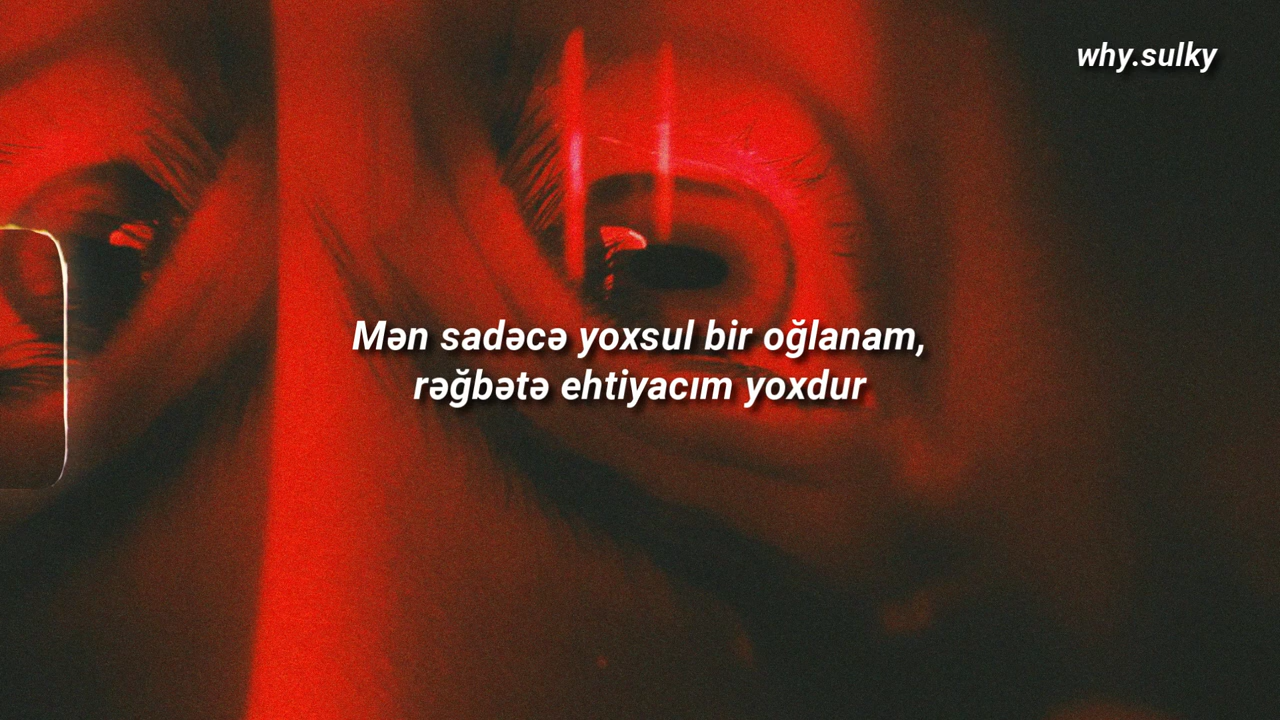 why.sulky
Mən sadəcə yoxsul bir oğlanam,
rəğbətə ehtiyacım yoxdur